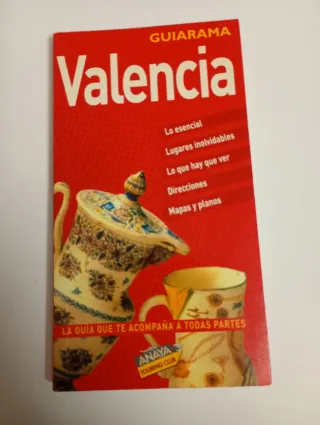 GUIARAMA
Valencia
Lo esencial
Lugares inolvidables
Lo que hay que ver
Direcciones
Mapas y planos
LA GUÍA QUE TE ACOMPAÑA A TODAS PARTES
ANAYA
TOURING CLUB